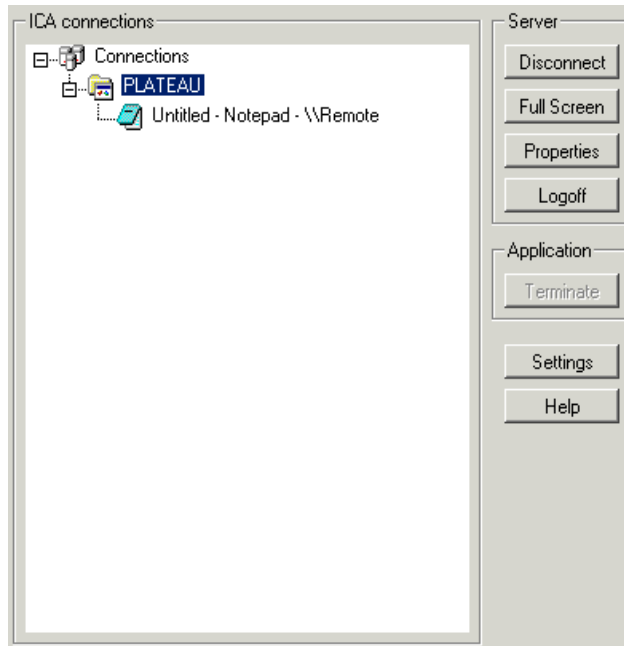 ICA connections
Connections
PLATEAU
Untitled - Notepad - \\Remote
Server
Disconnect
Full Screen
Properties
Logoff
Application
Terminate
Settings
Help